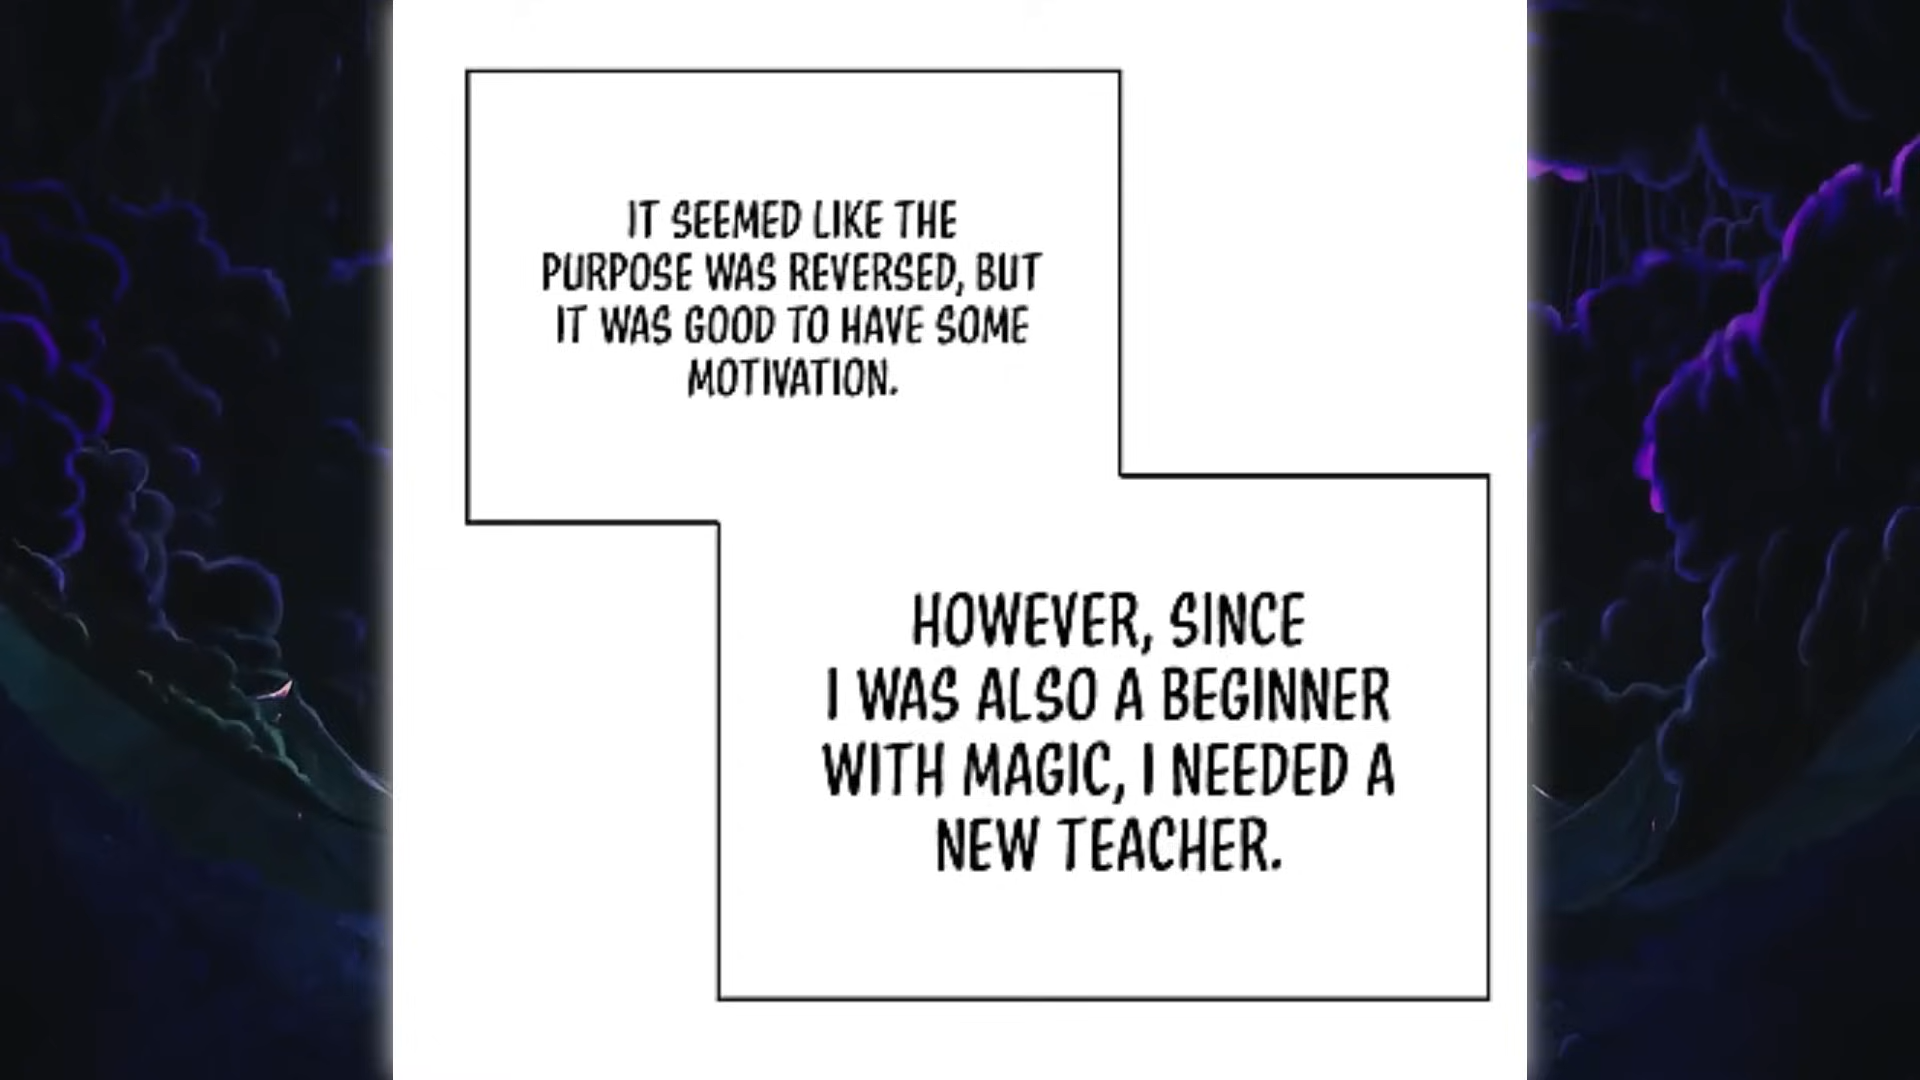 IT SEEMED LIKE THE
PURPOSE WAS REVERSED, BUT
IT WAS GOOD TO HAVE SOME
MOTIVATION.
HOWEVER, SINCE
I WAS ALSO A BEGINNER
WITH MAGIC, I NEEDED A
NEW TEACHER.